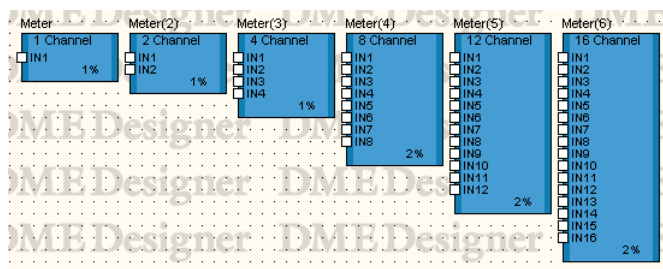 Meter
1 Channel
IN1
1%
Meter(2)
2 Channel
IN1
IN2
1%
Meter(3)
4 Channel
IN1
IN2
IN3
IN4
1%
Meter(4)
8 Channel
IN1
IN2
IN3
IN4
IN5
IN6
IN7
IN8
2%
Meter(5)
12 Channel
IN1
IN2
IN3
IN4
IN5
IN6
IN7
IN8
IN9
IN10
IN11
IN12
2%
Meter(6)
16 Channel
IN1
IN2
IN3
IN4
IN5
IN6
IN7
IN8
IN9
IN10
IN11
IN12
IN13
IN14
IN15
IN16
2%
DME Designer
DME Designer DME Designer
DME Designer DME Designer